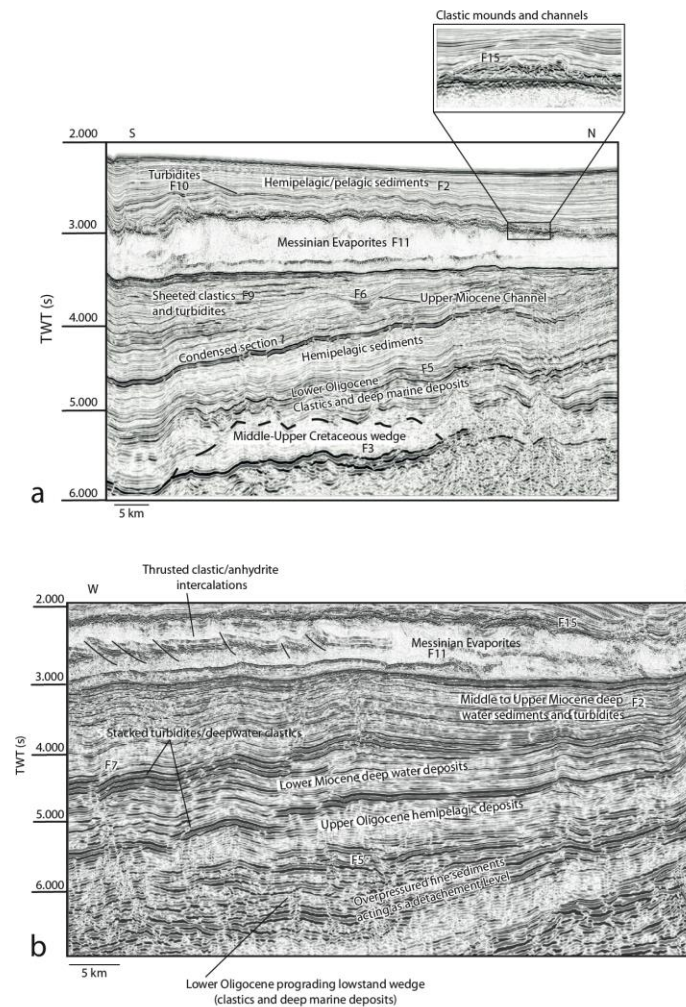 Clastic mounds and channels
F15
2.000
S
N
Turbidites
F10
Hemipelagic/pelagic sediments F2
3.000
Messinian Evaporites F11
Sheeted clastics F9
and turbidites
F6
Upper Miocene Channel
4.000
TWT (s)
Condensed section ?
Hemipelagic sediments
F5
Lower Oligocene
Clastics and deep marine deposits
5.000
Middle-Upper Cretaceous wedge
F3
6.000
a
5 km
Thrusted clastic/anhydrite
intercalations
W
2.000
F15
Messinian Evaporites
F11
3.000
Middle to Upper Miocene deep
water sediments and turbidites
F2
Stacked turbidites/deepwater clastics
4.000
TWT (s)
F7
Lower Miocene deep water deposits
5.000
Upper Oligocene hemipelagic deposits
F5
6.000
Overpressured fine sediments
acting as a detachement level
b
5 km
Lower Oligocene prograding lowstand wedge
(clastics and deep marine deposits)